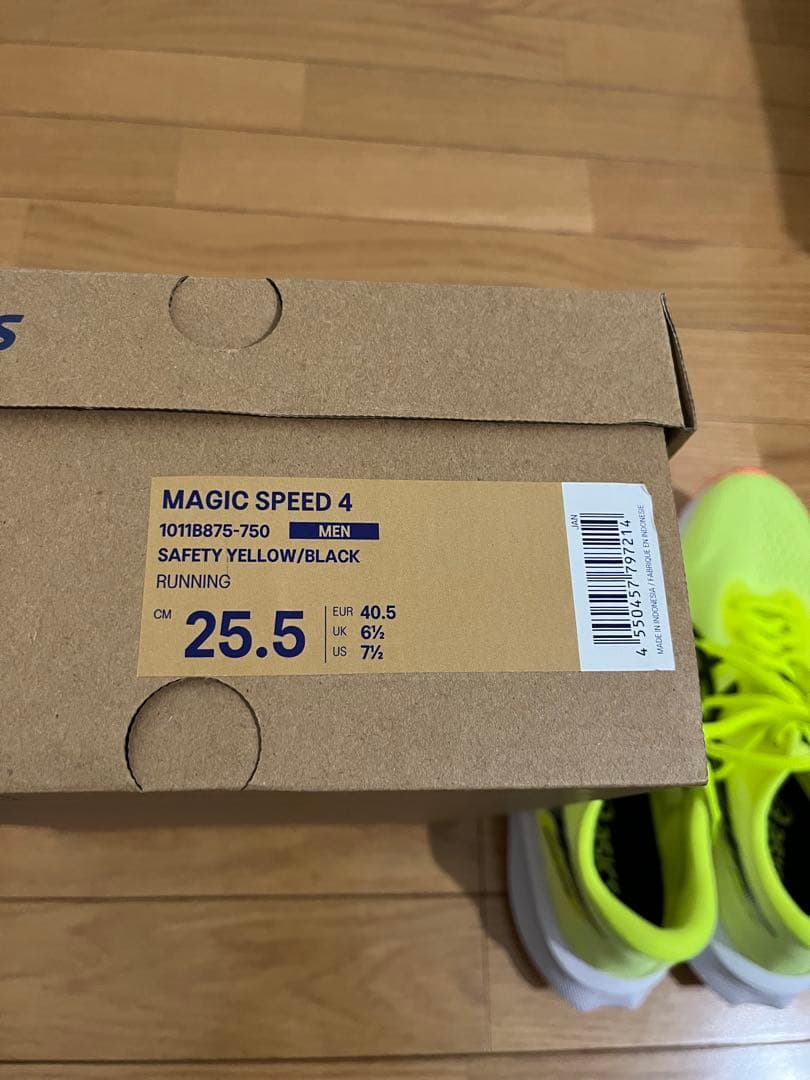 s
MAGIC SPEED 4
1011B875-750 MEN
SAFETY YELLOW/BLACK
RUNNING
CM 25.5
EUR 40.5
UK 6½
US 7½
JAN
4 550457 797214
MADE IN INDONESIA / FABRIQUE EN INDONESIE